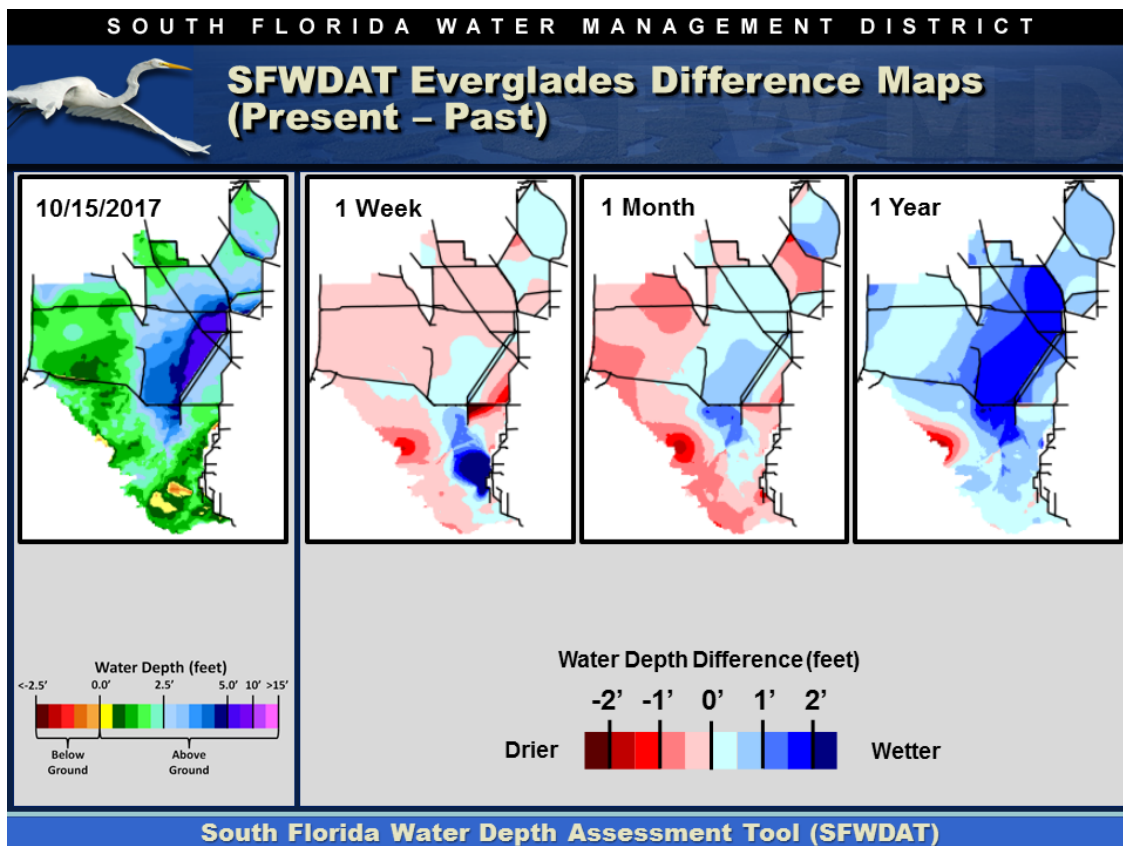 SOUTH FLORIDA WATER MANAGEMENT DISTRICT
SFWDAT Everglades Difference Maps
(Present – Past)
10/15/2017
1 Week
1 Month
1 Year
Water Depth (feet)
<-2.5' 0.0' 2.5' 5.0' 10' >15'
Below
Ground
Above
Ground
Water Depth Difference (feet)
-2' -1' 0' 1' 2'
Drier
Wetter
South Florida Water Depth Assessment Tool (SFWDAT)